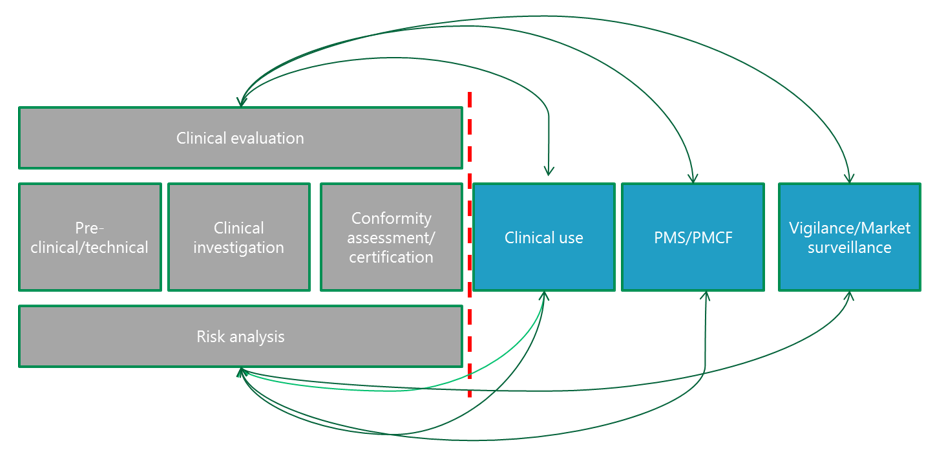 Clinical evaluation
Pre-
clinical/technical
Clinical
investigation
Conformity
assessment/
certification
Clinical use
PMS/PMCF
Vigilance/Market
surveillance
Risk analysis